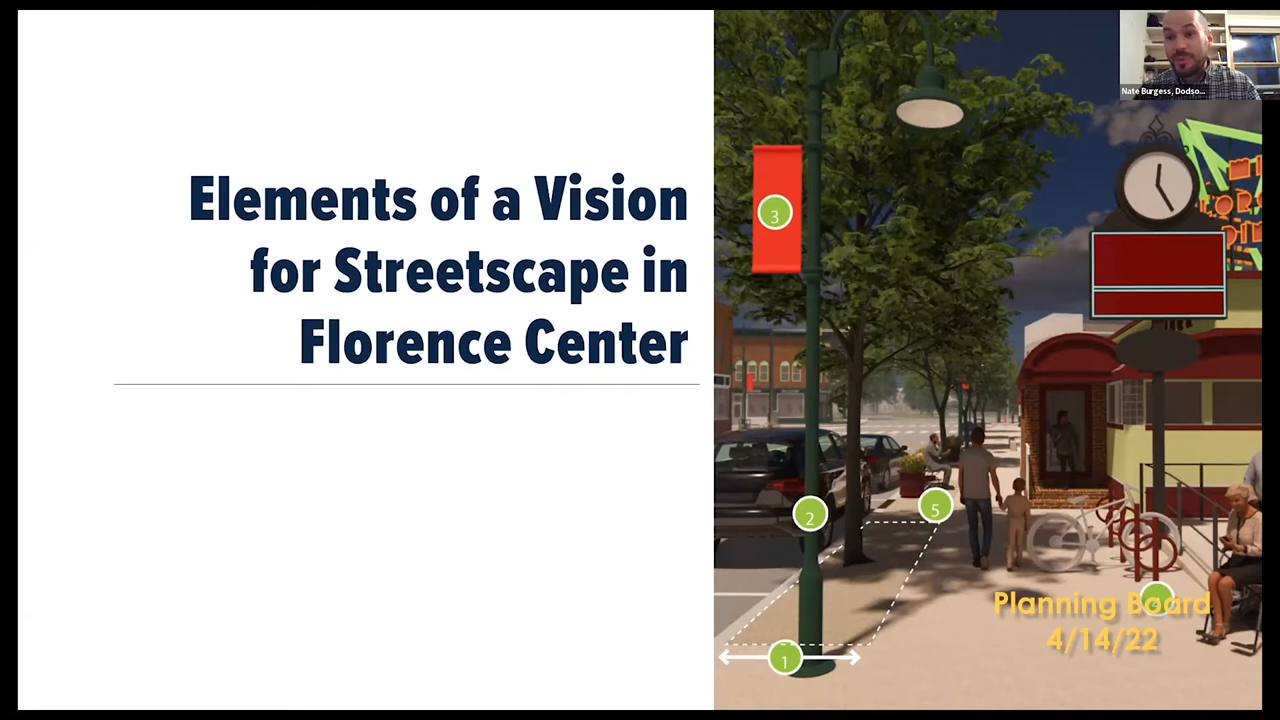 Elements of a Vision
for Streetscape in
Florence Center
Nate Burgess, Dodso...
3
2
5
1
Planning Board
4/14/22